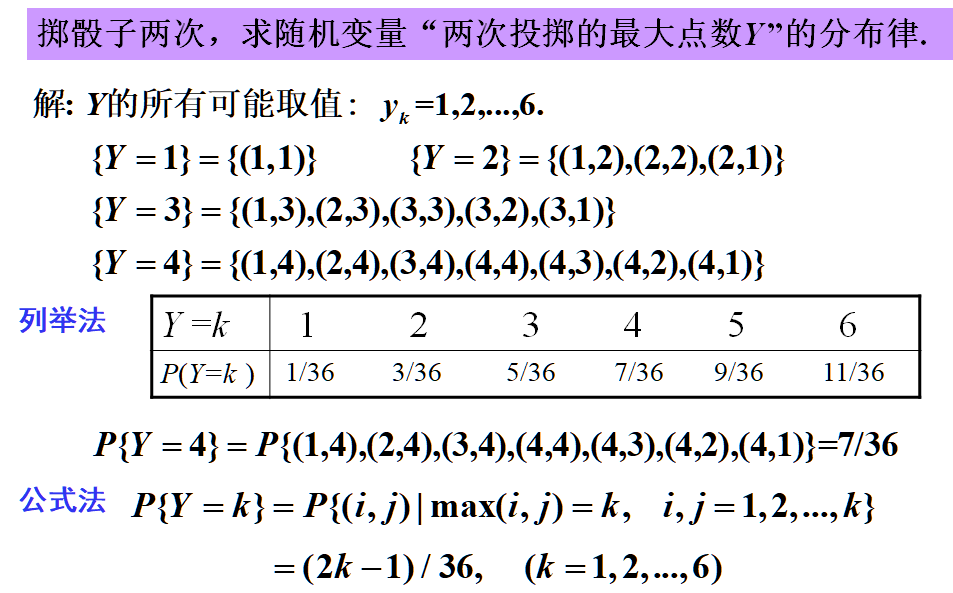 掷骰子两次，求随机变量“两次投掷的最大点数Y”的分布律.
解: Y的所有可能取值： yₖ =1,2,...,6.
{Y = 1} = {(1,1)} {Y = 2} = {(1,2),(2,2),(2,1)}
{Y = 3} = {(1,3),(2,3),(3,3),(3,2),(3,1)}
{Y = 4} = {(1,4),(2,4),(3,4),(4,4),(4,3),(4,2),(4,1)}
列举法 Y =k 1 2 3 4 5 6
P(Y=k ) 1/36 3/36 5/36 7/36 9/36 11/36
P{Y = 4} = P{(1,4),(2,4),(3,4),(4,4),(4,3),(4,2),(4,1)}=7/36
公式法 P{Y = k} = P{(i, j) | max(i, j) = k, i, j = 1, 2, ..., k}
= (2k − 1) / 36, (k = 1, 2, ..., 6)